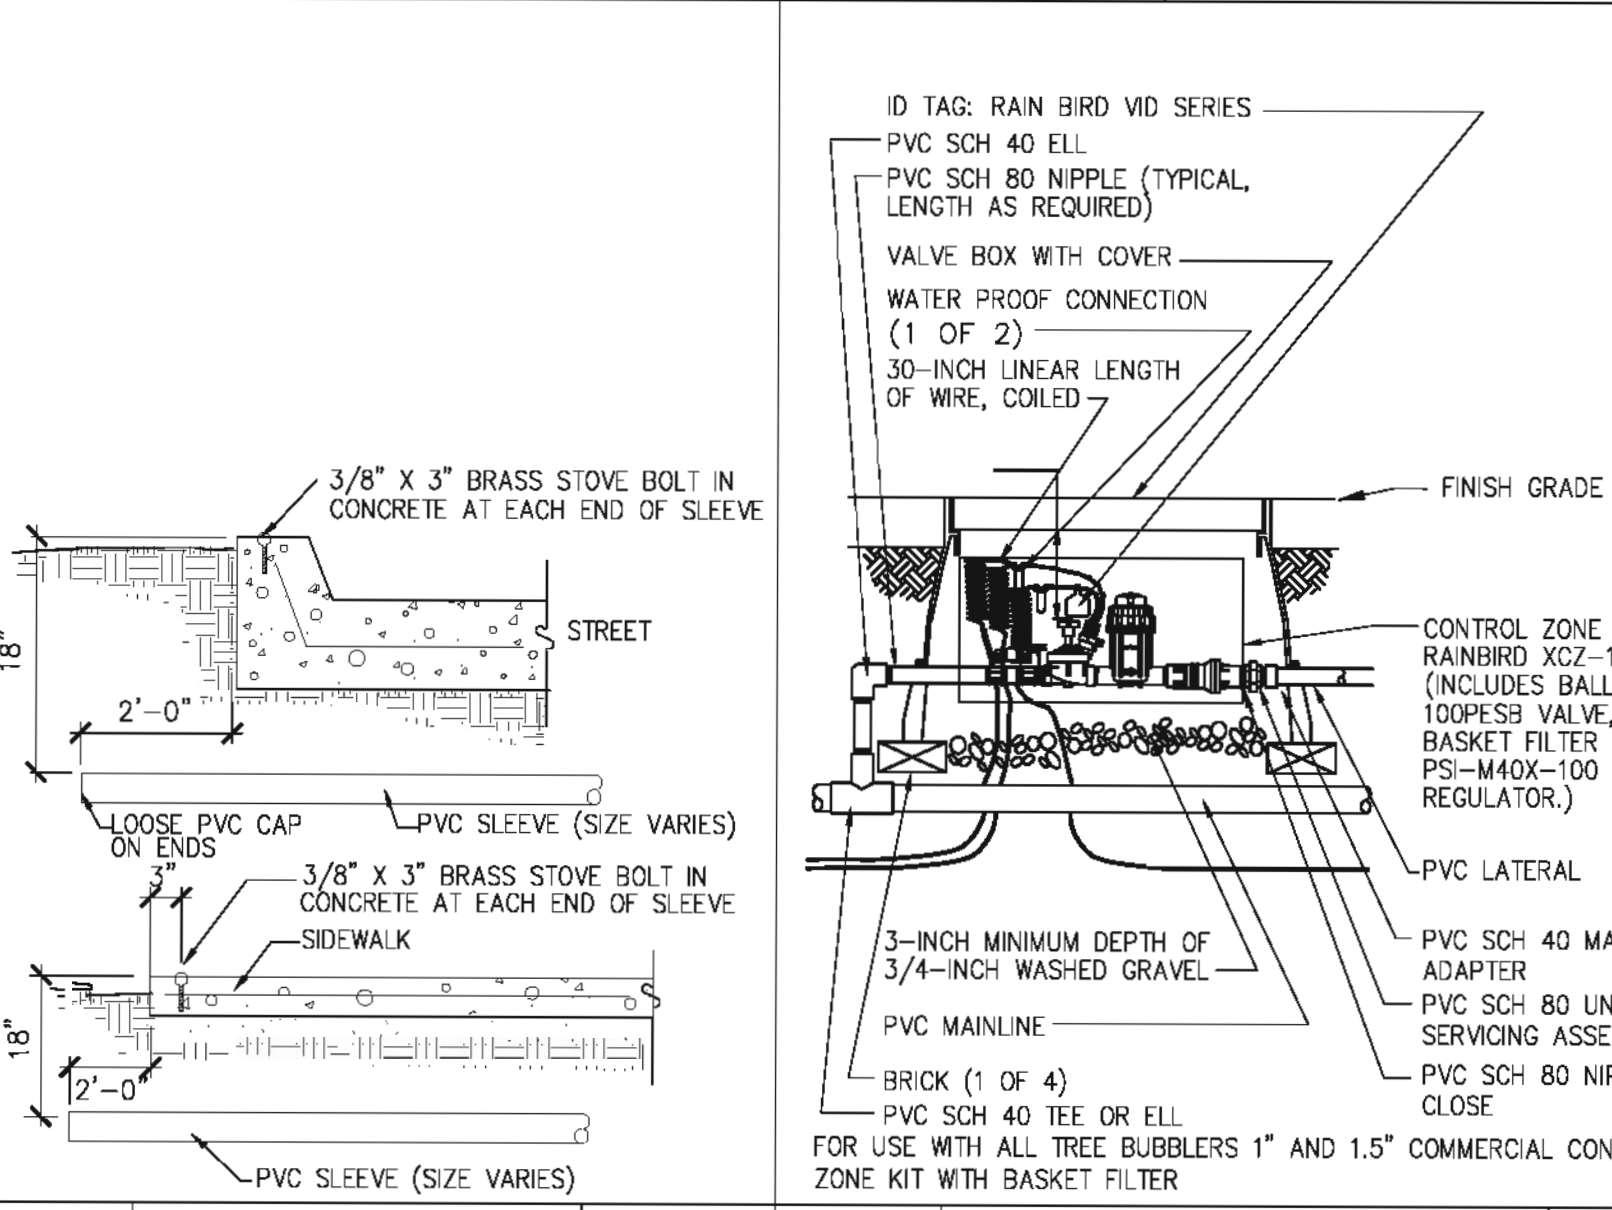 3/8" X 3" BRASS STOVE BOLT IN
CONCRETE AT EACH END OF SLEEVE
STREET
18"
2'-0"
LOOSE PVC CAP
ON ENDS
PVC SLEEVE (SIZE VARIES)
3"
3/8" X 3" BRASS STOVE BOLT IN
CONCRETE AT EACH END OF SLEEVE
SIDEWALK
18"
2'-0"
PVC SLEEVE (SIZE VARIES)
ID TAG: RAIN BIRD VID SERIES
PVC SCH 40 ELL
PVC SCH 80 NIPPLE (TYPICAL,
LENGTH AS REQUIRED)
VALVE BOX WITH COVER
WATER PROOF CONNECTION
(1 OF 2)
30-INCH LINEAR LENGTH
OF WIRE, COILED
FINISH GRADE
CONTROL ZONE
RAINBIRD XCZ-1
(INCLUDES BALL
100PESB VALVE,
BASKET FILTER
PSI-M40X-100
REGULATOR.)
PVC LATERAL
PVC SCH 40 MA
ADAPTER
PVC SCH 80 UN
SERVICING ASSE
PVC SCH 80 NIP
CLOSE
3-INCH MINIMUM DEPTH OF
3/4-INCH WASHED GRAVEL
PVC MAINLINE
BRICK (1 OF 4)
PVC SCH 40 TEE OR ELL
FOR USE WITH ALL TREE BUBBLERS 1" AND 1.5" COMMERCIAL CON
ZONE KIT WITH BASKET FILTER